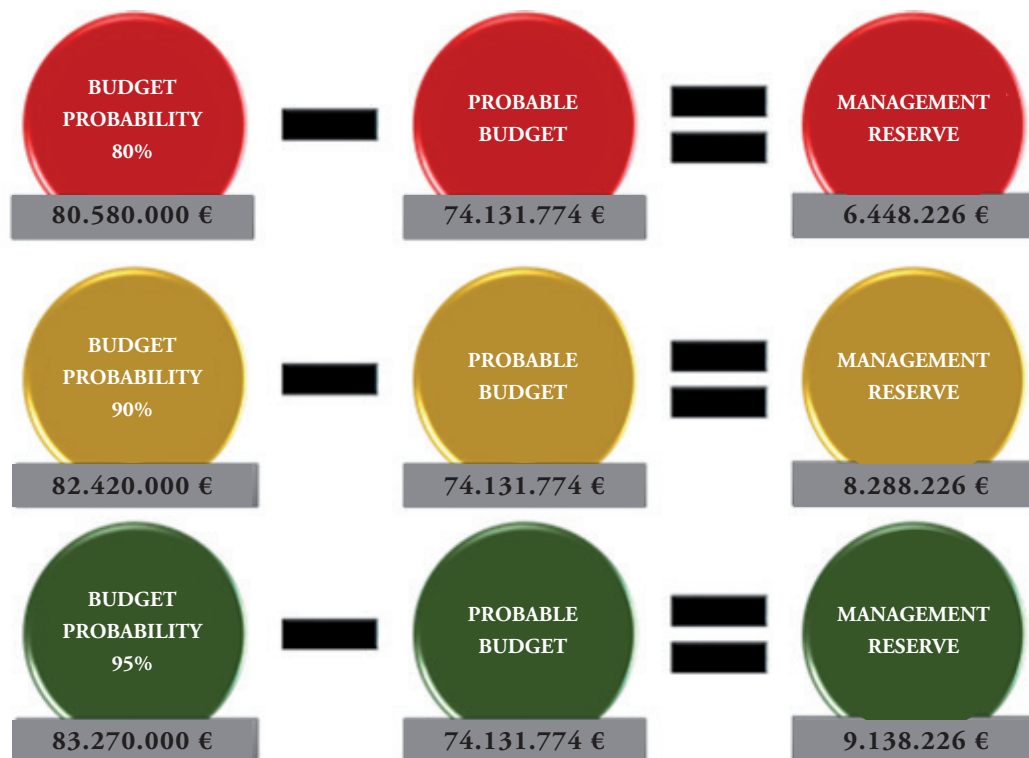 BUDGET
PROBABILITY
80%
PROBABLE
BUDGET
MANAGEMENT
RESERVE
80.580.000 €
74.131.774 €
6.448.226 €
BUDGET
PROBABILITY
90%
PROBABLE
BUDGET
MANAGEMENT
RESERVE
82.420.000 €
74.131.774 €
8.288.226 €
BUDGET
PROBABILITY
95%
PROBABLE
BUDGET
MANAGEMENT
RESERVE
83.270.000 €
74.131.774 €
9.138.226 €